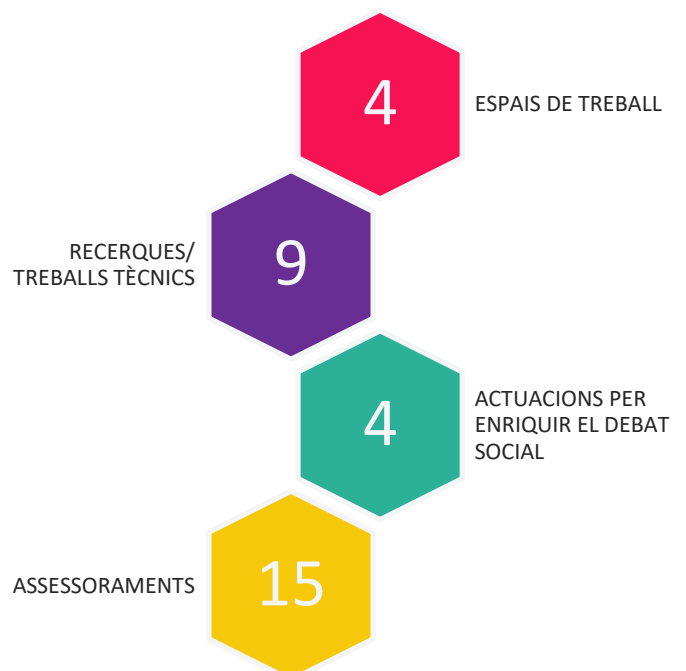 4
ESPAIS DE TREBALL
RECERQUES/
TREBALLS TÈCNICS
9
4
ACTUACIONS PER
ENRIQUIR EL DEBAT
SOCIAL
ASSESSORAMENTS
15